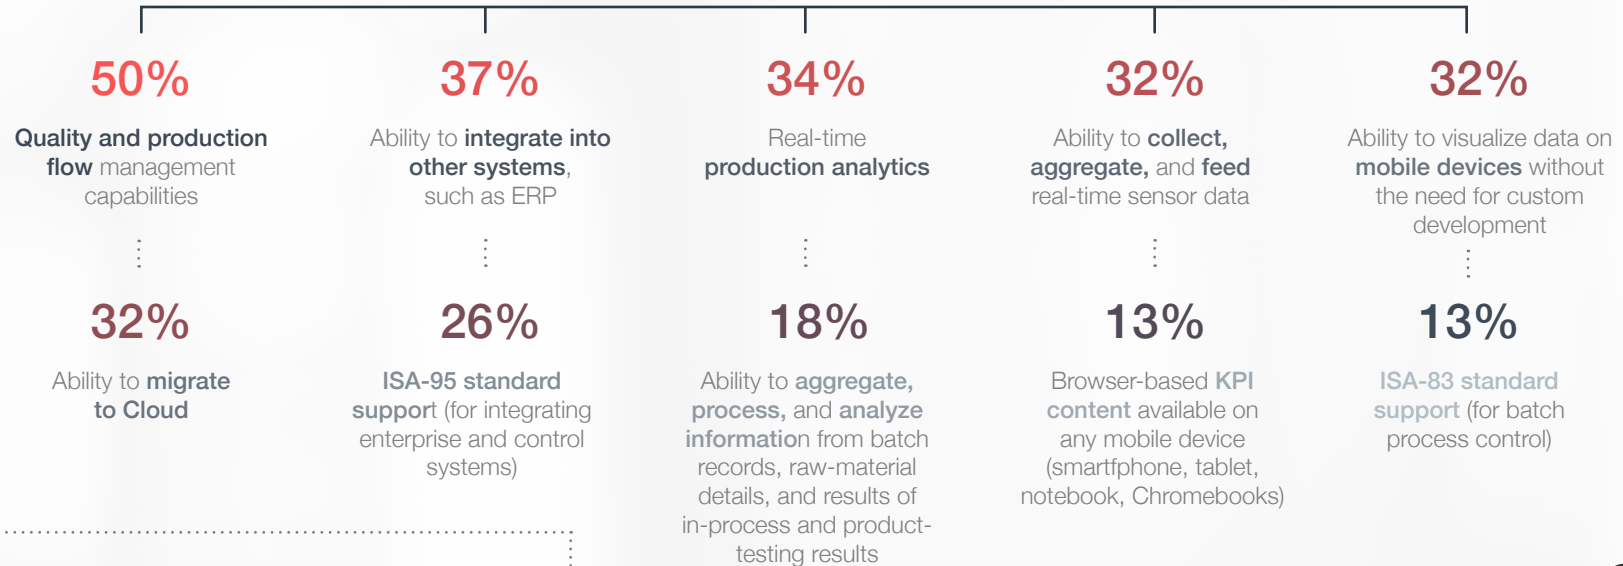 50%
Quality and production
flow management
capabilities
37%
Ability to integrate into
other systems,
such as ERP
34%
Real-time
production analytics
32%
Ability to collect,
aggregate, and feed
real-time sensor data
32%
Ability to visualize data on
mobile devices without
the need for custom
development
32%
Ability to migrate
to Cloud
26%
ISA-95 standard
support (for integrating
enterprise and control
systems)
18%
Ability to aggregate,
process, and analyze
information from batch
records, raw-material
details, and results of
in-process and product-
testing results
13%
Browser-based KPI
content available on
any mobile device
(smartfphone, tablet,
notebook, Chromebooks)
13%
ISA-83 standard
support (for batch
process control)